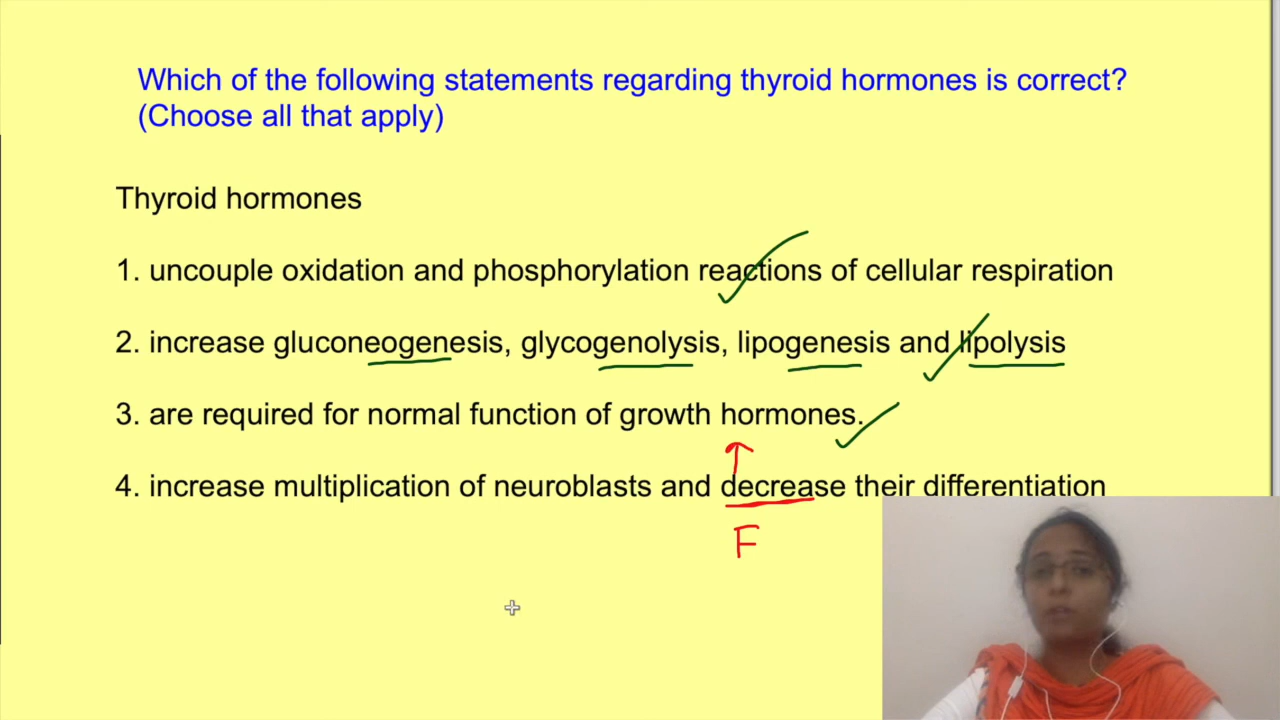 Which of the following statements regarding thyroid hormones is correct?
(Choose all that apply)
Thyroid hormones
1. uncouple oxidation and phosphorylation reactions of cellular respiration
2. increase gluconeogenesis, glycogenolysis, lipogenesis and lipolysis
3. are required for normal function of growth hormones.
4. increase multiplication of neuroblasts and decrease their differentiation
F